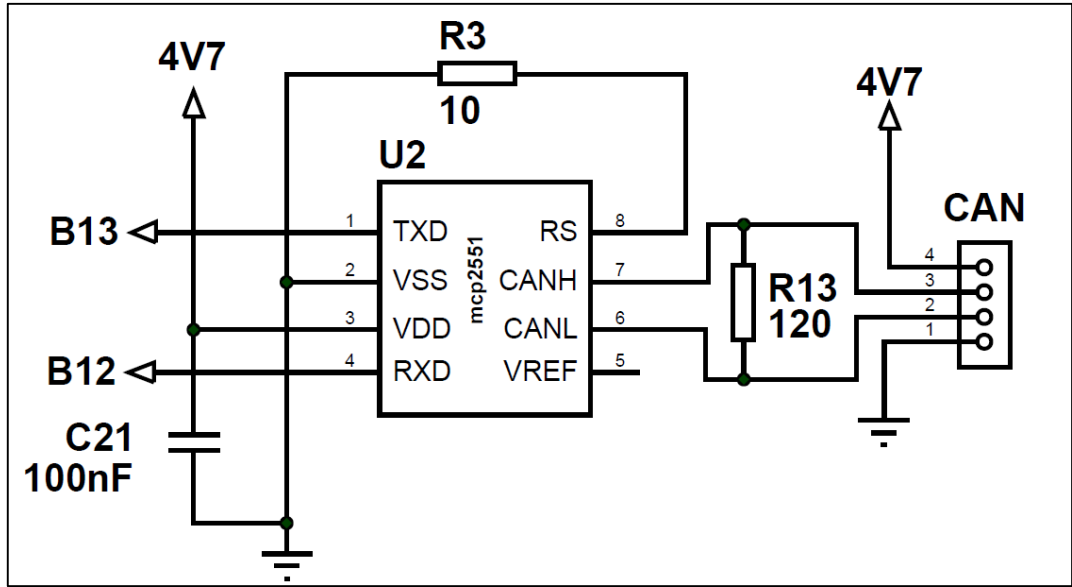 R3
4V7
10
4V7
U2
CAN
B13
1
TXD
RS
8
2
VSS
CANH
7
mcp2551
3
VDD
CANL
6
B12
4
RXD
VREF
5
R13
120
4
3
2
1
C21
100nF